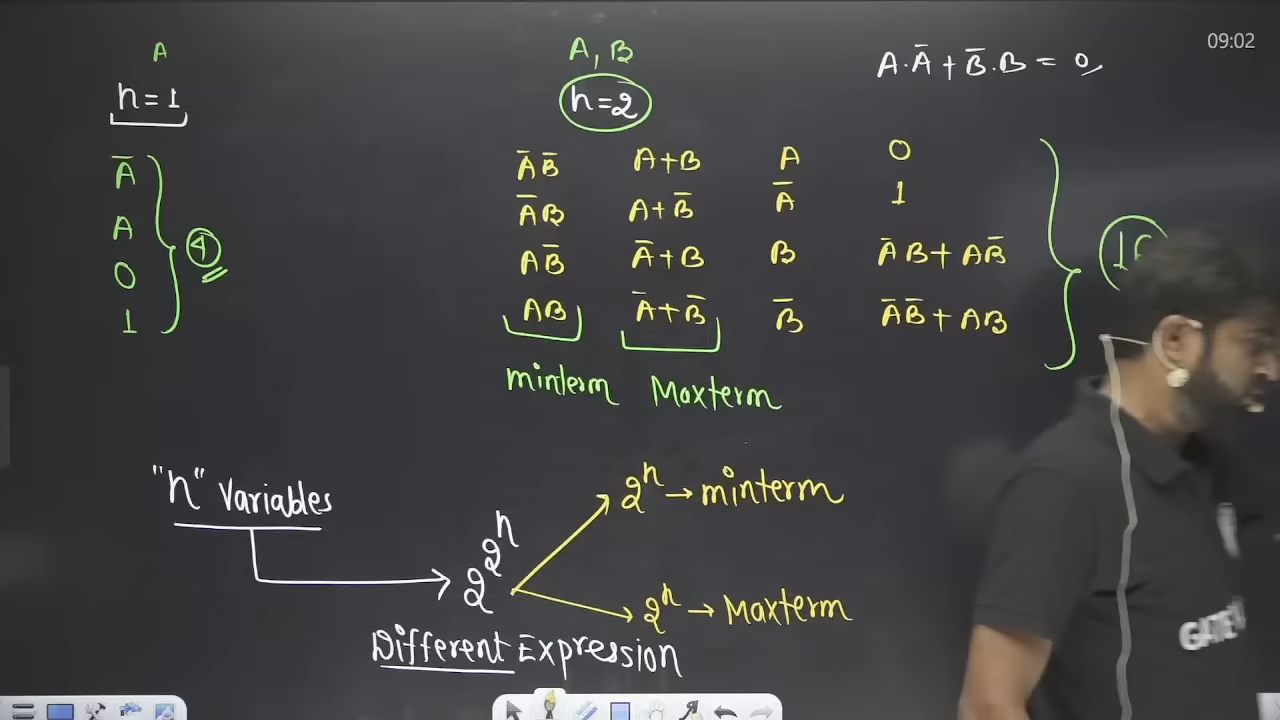 09:02
A
n=1
Ā
A
0
1
4
A, B
n=2
A·Ā + B̄·B = 0
ĀB̄ A+B A 0
ĀB A+B̄ Ā 1
AB̄ Ā+B B ĀB + AB̄
AB Ā+B̄ B̄ ĀB̄ + AB
minterm Maxterm
"n" Variables
2^2^n
2^n → minterm
2^n → Maxterm
Different Expression